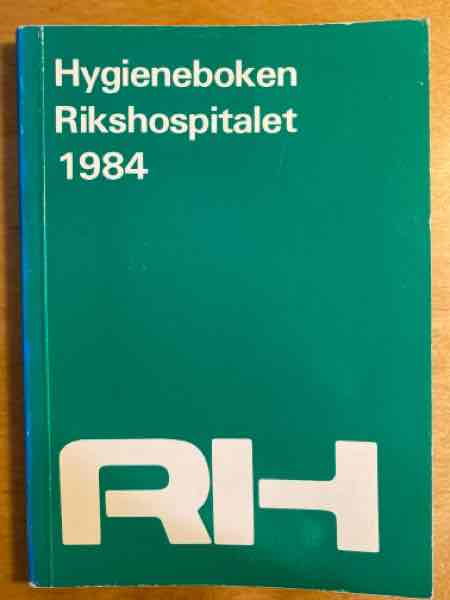 Hygieneboken
Rikshospitalet
1984
RH